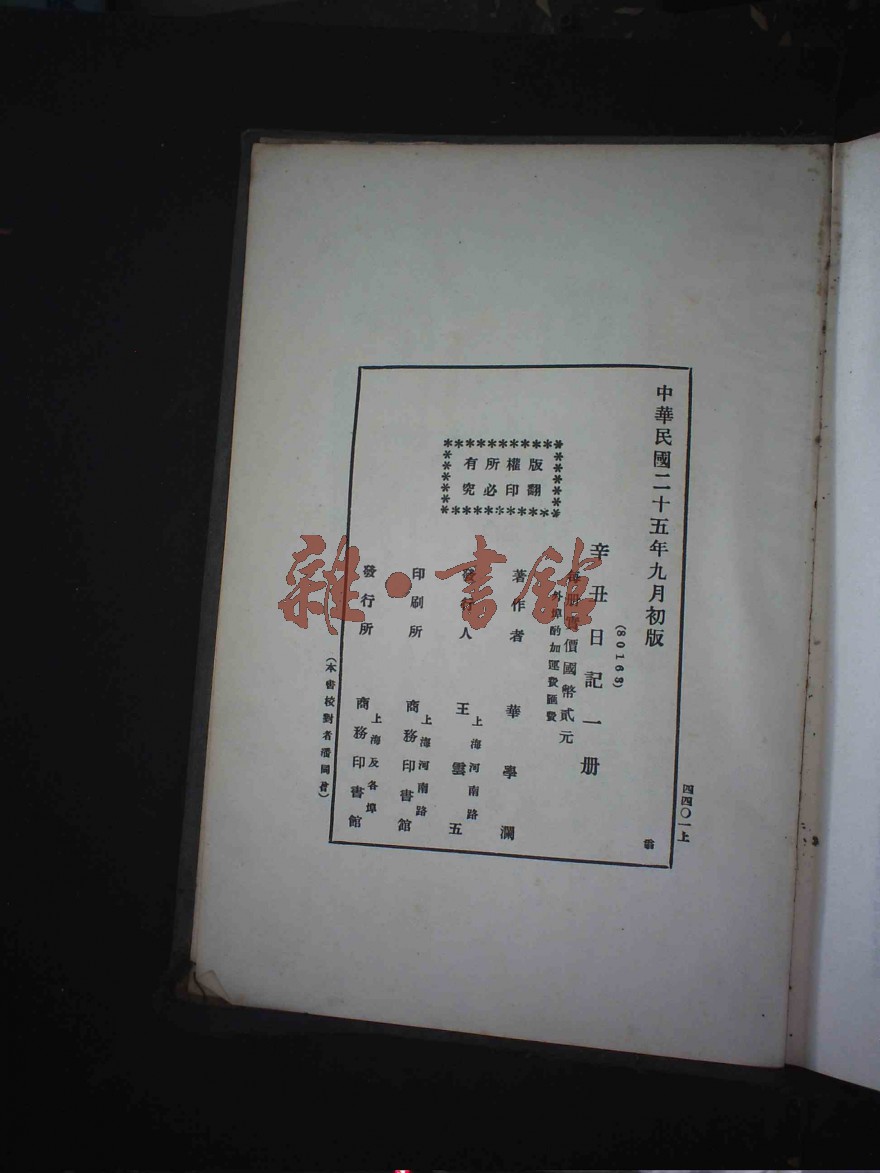 中華民國二十五年九月初版
四四〇一上
辛丑日記一册
(80163)
每册實價國幣貳元
外埠酌加運費匯費
版權所有
翻印必究
著作者 華學瀾
發行人 王雲五
上海河南路
印刷所 商務印書館
上海河南路
發行所 商務印書館
上海及各埠
(本書校對者潘同
雜·書館